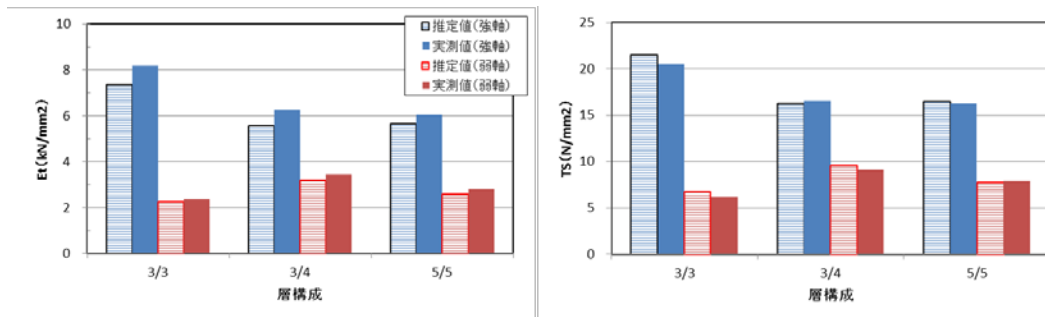 10
8
6
4
2
0
Et(kN/mm2)
推定値(強軸)
実測値(強軸)
推定値(弱軸)
実測値(弱軸)
3/3
3/4
5/5
層構成
25
20
15
10
5
0
TS(N/mm2)
3/3
3/4
5/5
層構成